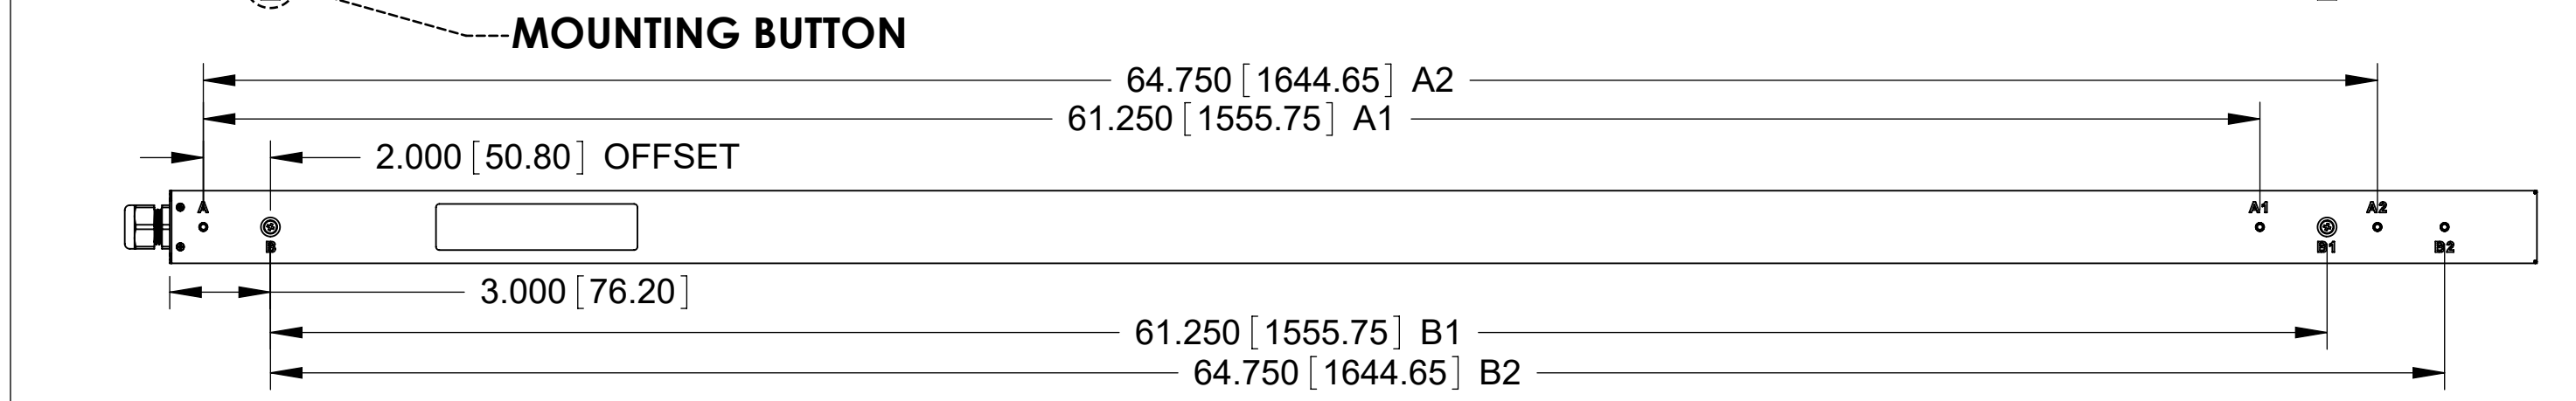 MOUNTING BUTTON
64.750 [1644.65] A2
61.250 [1555.75] A1
2.000 [50.80] OFFSET
A A1 A2
B B1 B2
3.000 [76.20]
61.250 [1555.75] B1
64.750 [1644.65] B2